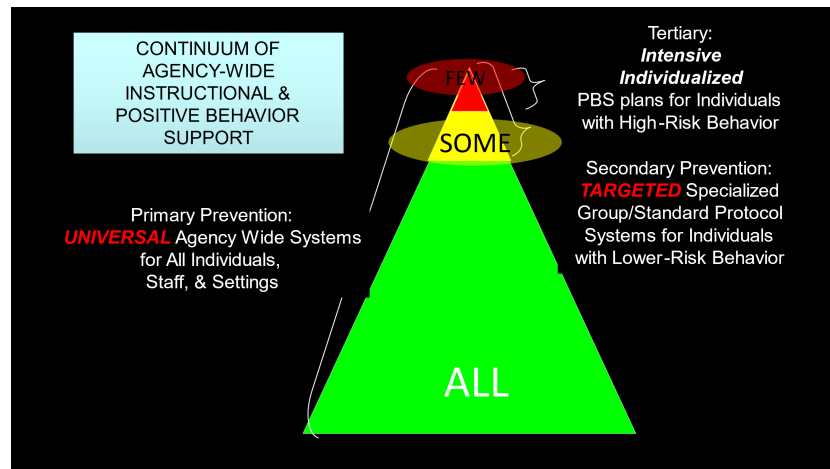 CONTINUUM OF
AGENCY-WIDE
INSTRUCTIONAL &
POSITIVE BEHAVIOR
SUPPORT
FEW
SOME
ALL
Tertiary:
Intensive
Individualized
PBS plans for Individuals
with High-Risk Behavior
Secondary Prevention:
TARGETED Specialized
Group/Standard Protocol
Systems for Individuals
with Lower-Risk Behavior
Primary Prevention:
UNIVERSAL Agency Wide Systems
for All Individuals,
Staff, & Settings